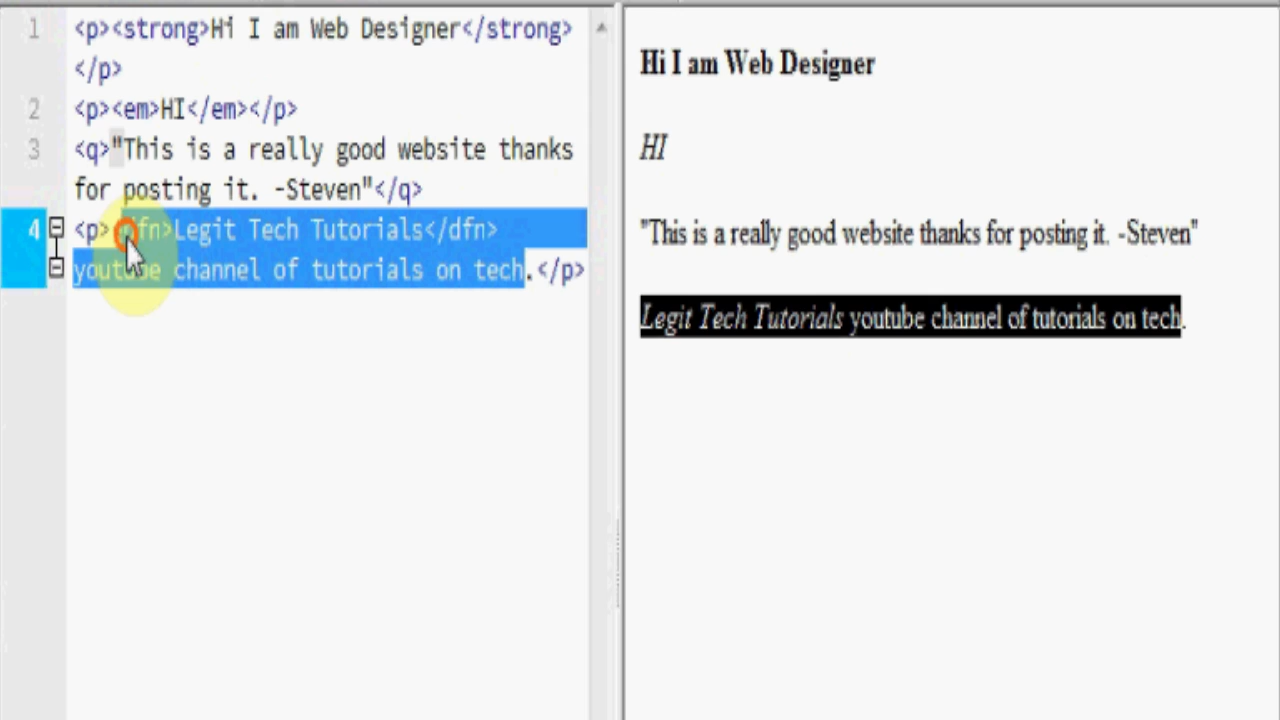 1 <p><strong>Hi I am Web Designer</strong>
</p>
2 <p><em>HI</em></p>
3 <q>"This is a really good website thanks
for posting it. -Steven"</q>
4 <p><dfn>Legit Tech Tutorials</dfn>
youtube channel of tutorials on tech.</p>
Hi I am Web Designer
HI
"This is a really good website thanks for posting it. -Steven"
Legit Tech Tutorials youtube channel of tutorials on tech.